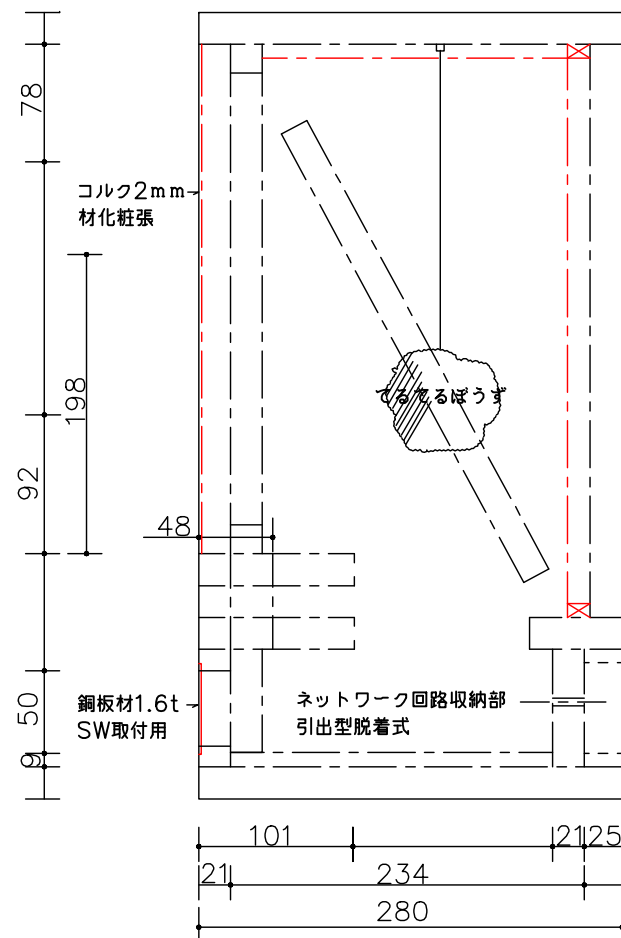 78
コルク2mm
材化粧張
198
てるてるぼうず
92
48
銅板材1.6t
SW取付用
ネットワーク回路収納部
引出型脱着式
50
9
101
21
25
21
234
280